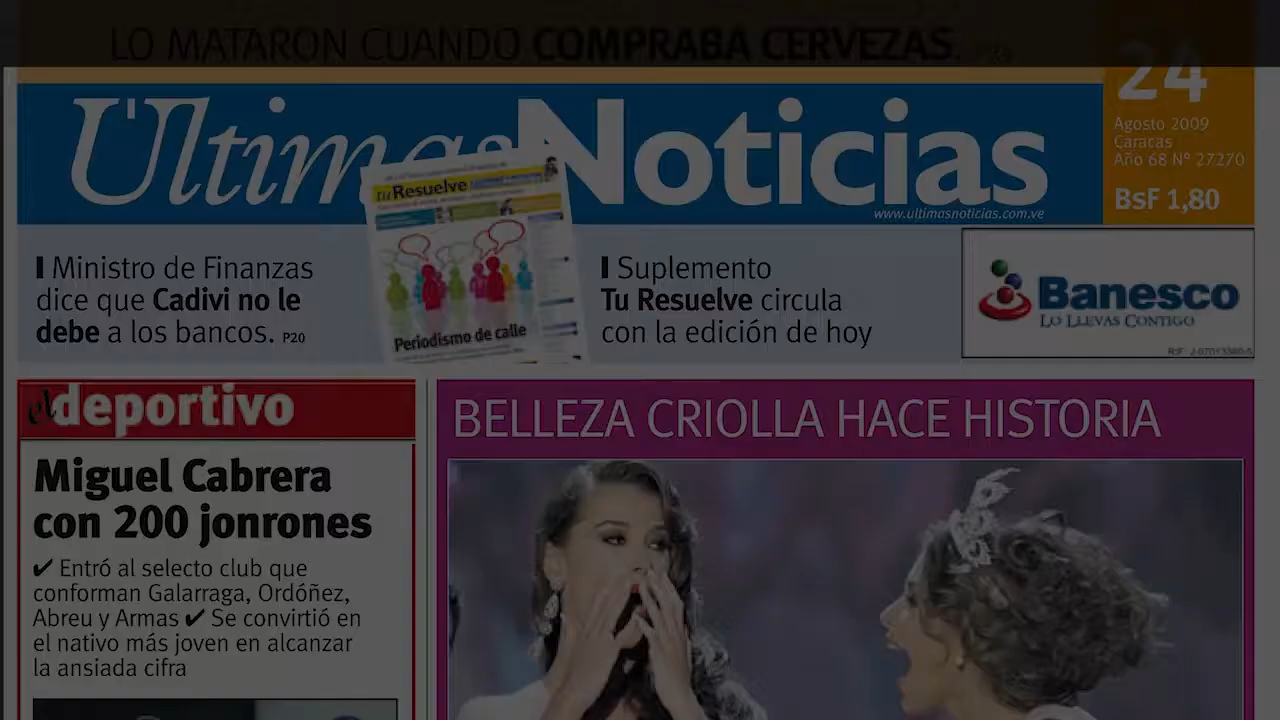 LO MATARON CUANDO COMPRABA CERVEZAS.
Últimas Noticias
www.ultimasnoticias.com.ve
24
Agosto 2009
Caracas
Año 68 Nº 27270
BsF 1,80
Ministro de Finanzas
dice que Cadivi no le
debe a los bancos. P20
Tu Resuelve
Periodismo de calle
Suplemento
Tu Resuelve circula
con la edición de hoy
Banesco
LO LLEVAS CONTIGO
el deportivo
Miguel Cabrera
con 200 jonrones
✔ Entró al selecto club que
conforman Galarraga, Ordóñez,
Abreu y Armas ✔ Se convirtió en
el nativo más joven en alcanzar
la ansiada cifra
BELLEZA CRIOLLA HACE HISTORIA